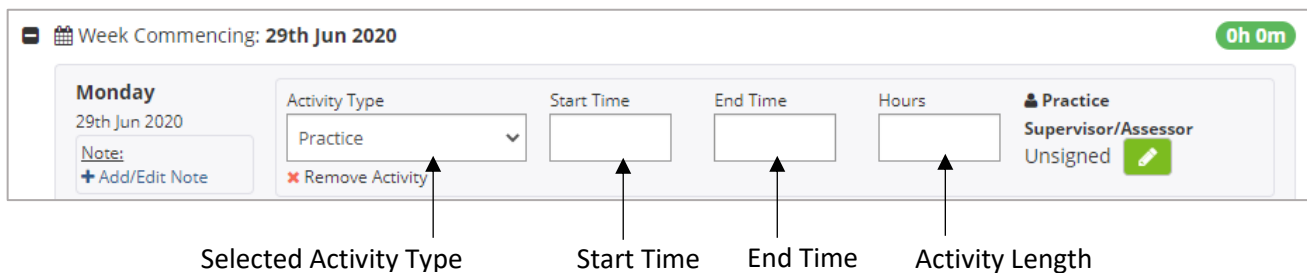 Week Commencing: 29th Jun 2020
0h 0m
Monday
29th Jun 2020
Note:
+ Add/Edit Note
Activity Type
Practice
Remove Activity
Start Time
End Time
Hours
Practice
Supervisor/Assessor
Unsigned
Selected Activity Type
Start Time
End Time
Activity Length